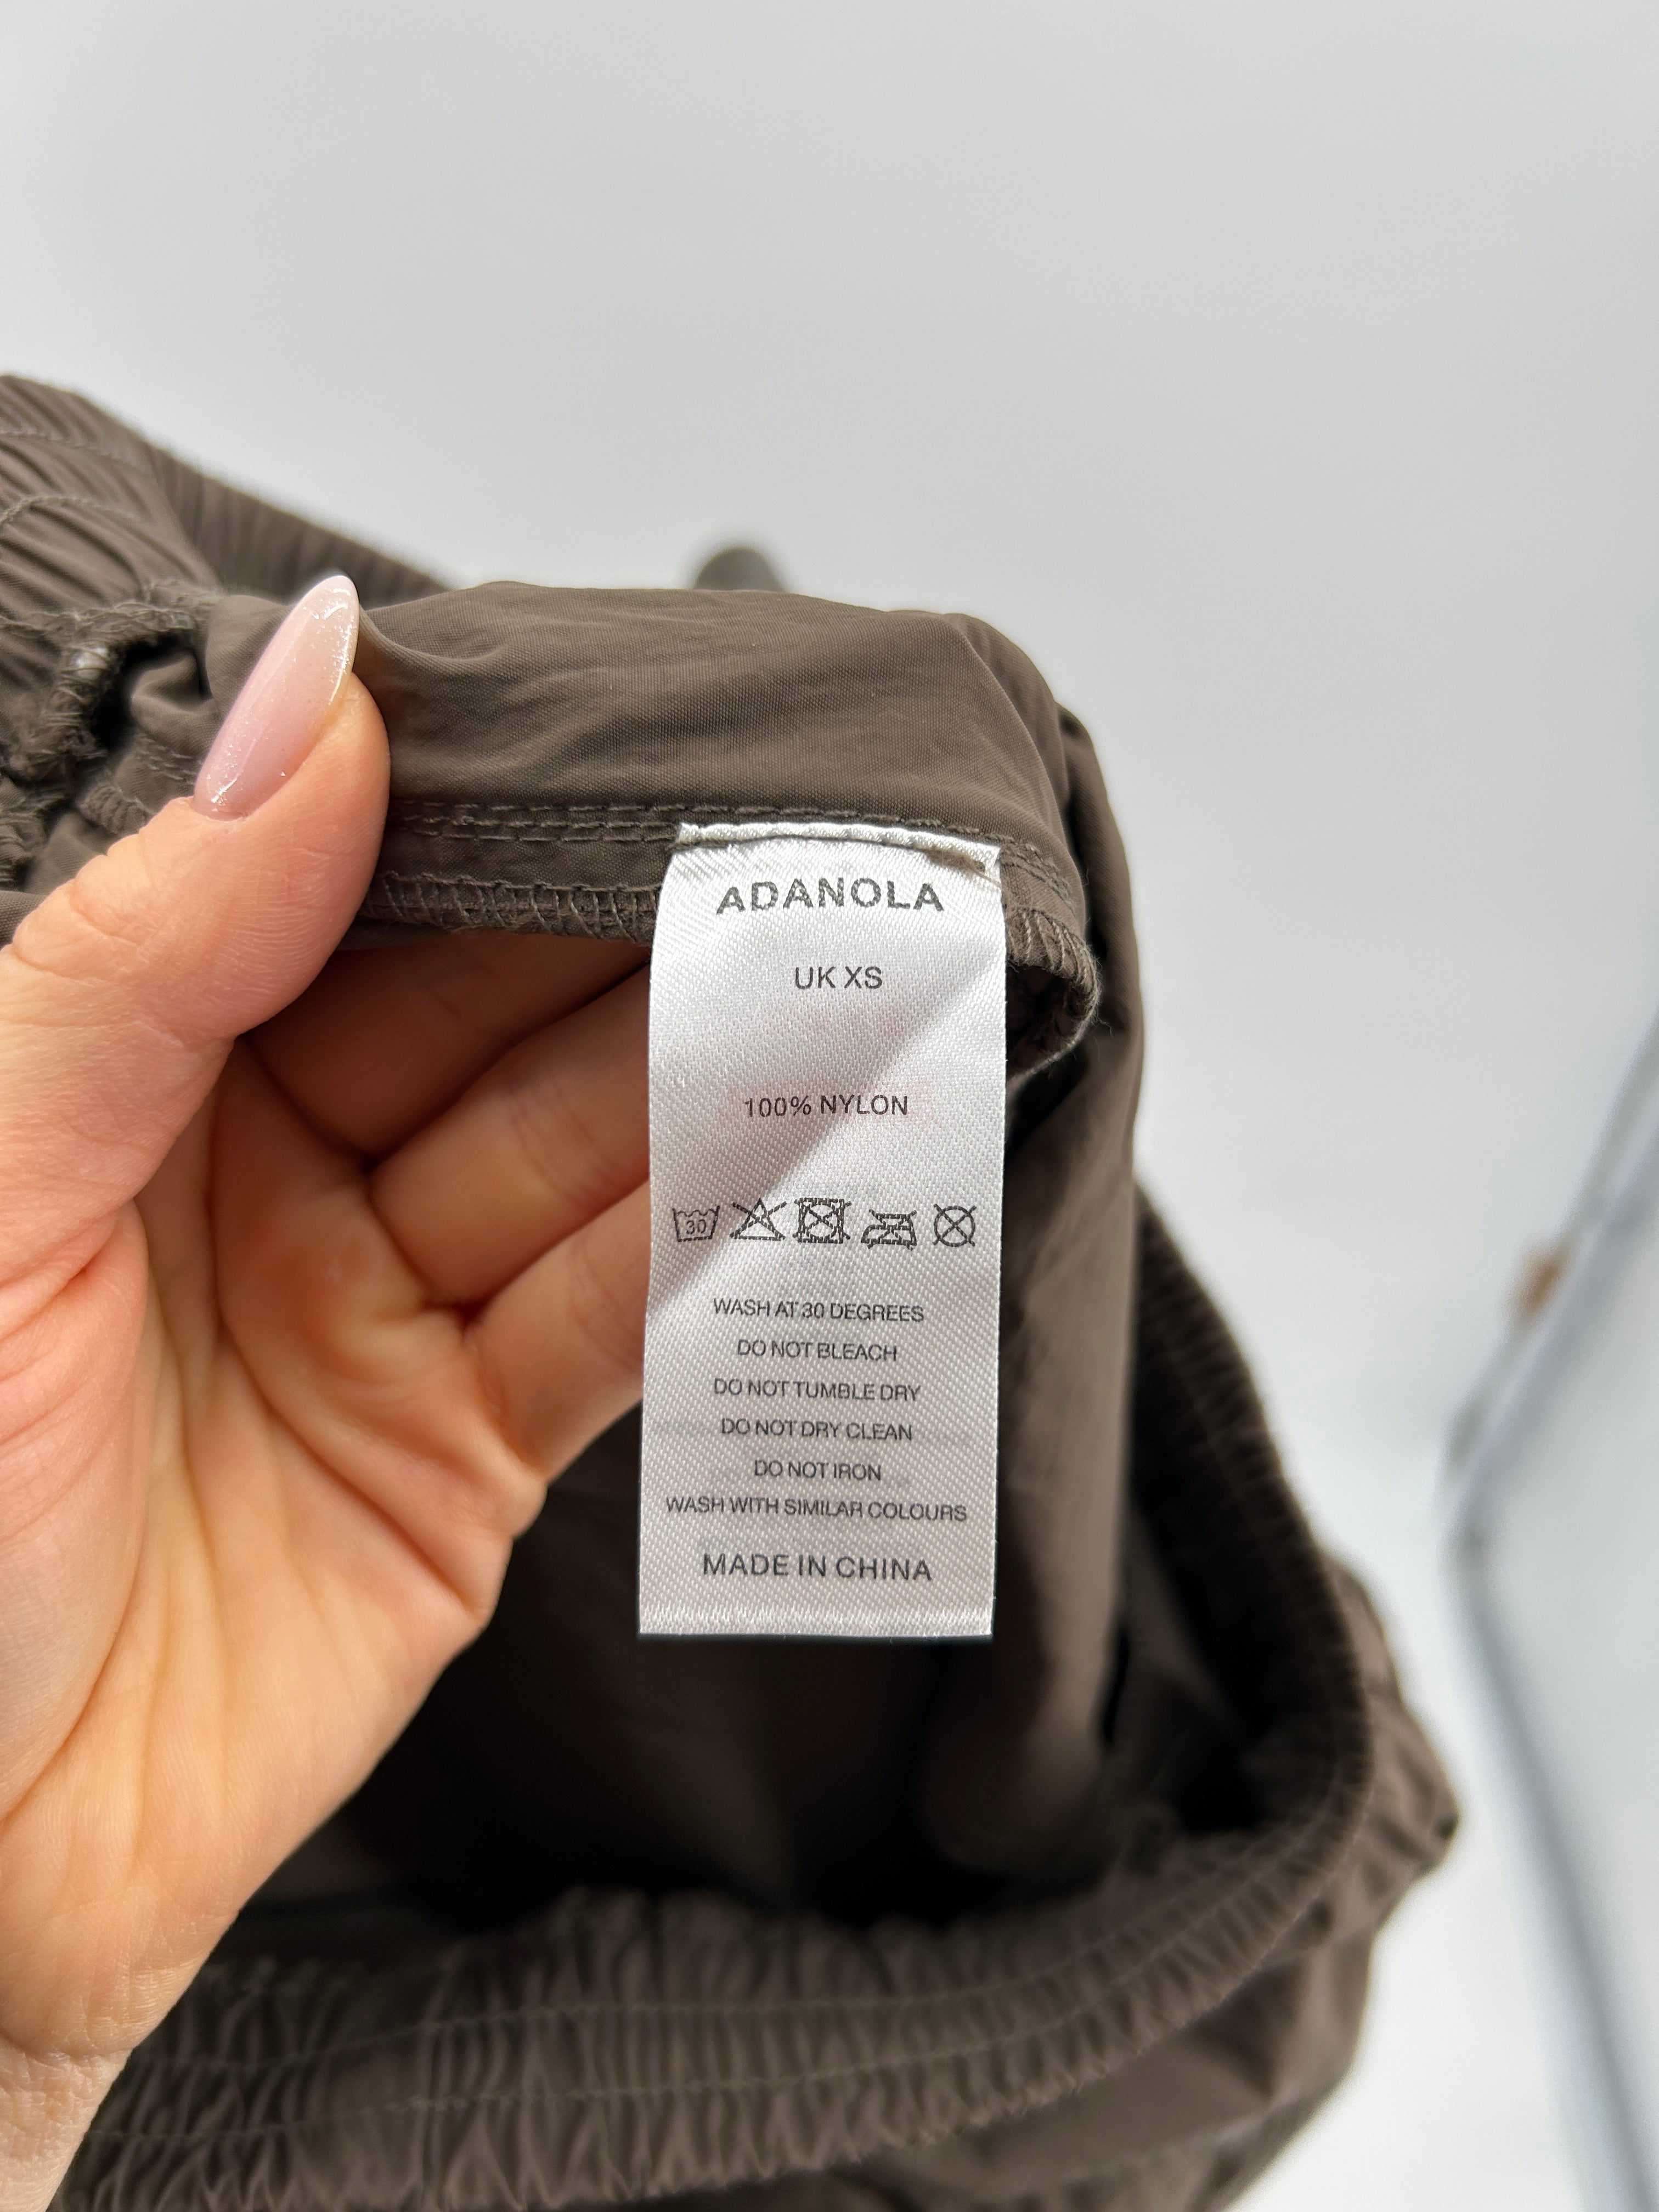 ADANOLA
UK XS
100% NYLON
30
WASH AT 30 DEGREES
DO NOT BLEACH
DO NOT TUMBLE DRY
DO NOT DRY CLEAN
DO NOT IRON
WASH WITH SIMILAR COLOURS
MADE IN CHINA